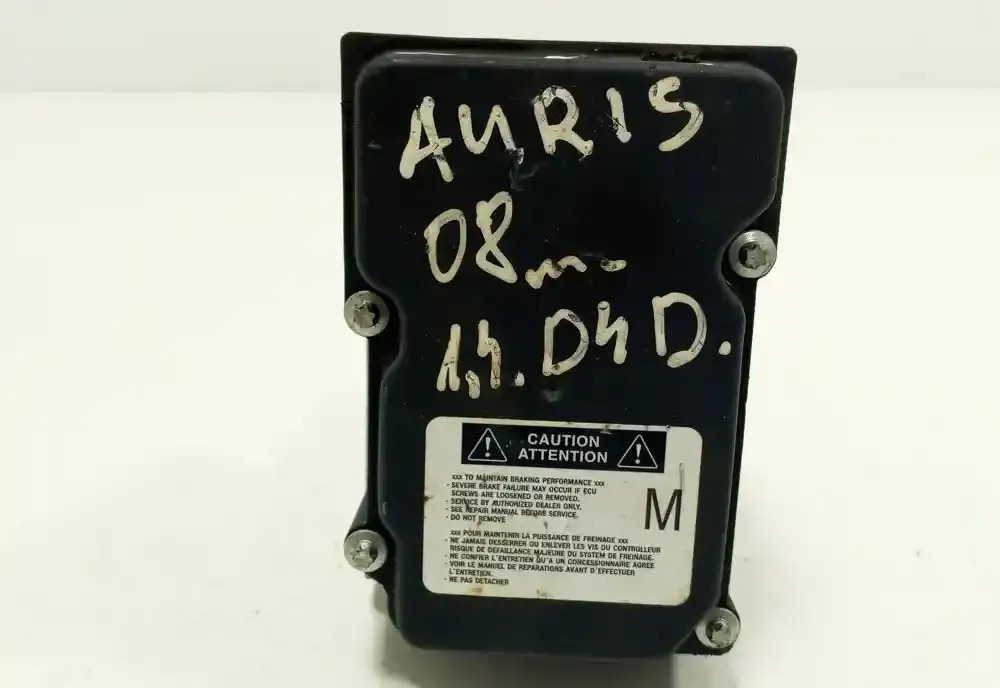 AURIS
08 m.
1,4. D4D.
CAUTION
ATTENTION
xxx TO MAINTAIN BRAKING PERFORMANCE xxx
- SEVERE BRAKE FAILURE MAY OCCUR IF ECU
SCREWS ARE LOOSENED OR REMOVED.
- SERVICE BY AUTHORIZED DEALER ONLY.
- SEE REPAIR MANUAL BEFORE SERVICE.
- DO NOT REMOVE
M
xxx POUR MAINTENIR LA PUISSANCE DE FREINAGE xxx
- NE JAMAIS DESSERRER OU ENLEVER LES VIS DU CONTROLLEUR
RISQUE DE DEFAILLANCE MAJEURE DU SYSTEM DE FREINAGE.
- NE CONFIER L'ENTRETIEN QU'A UN CONCESSIONNAIRE AGREE
- VOIR LE MANUEL DE REPARATIONS AVANT D'EFFECTUER
L'ENTRETIEN.
- NE PAS DETACHER